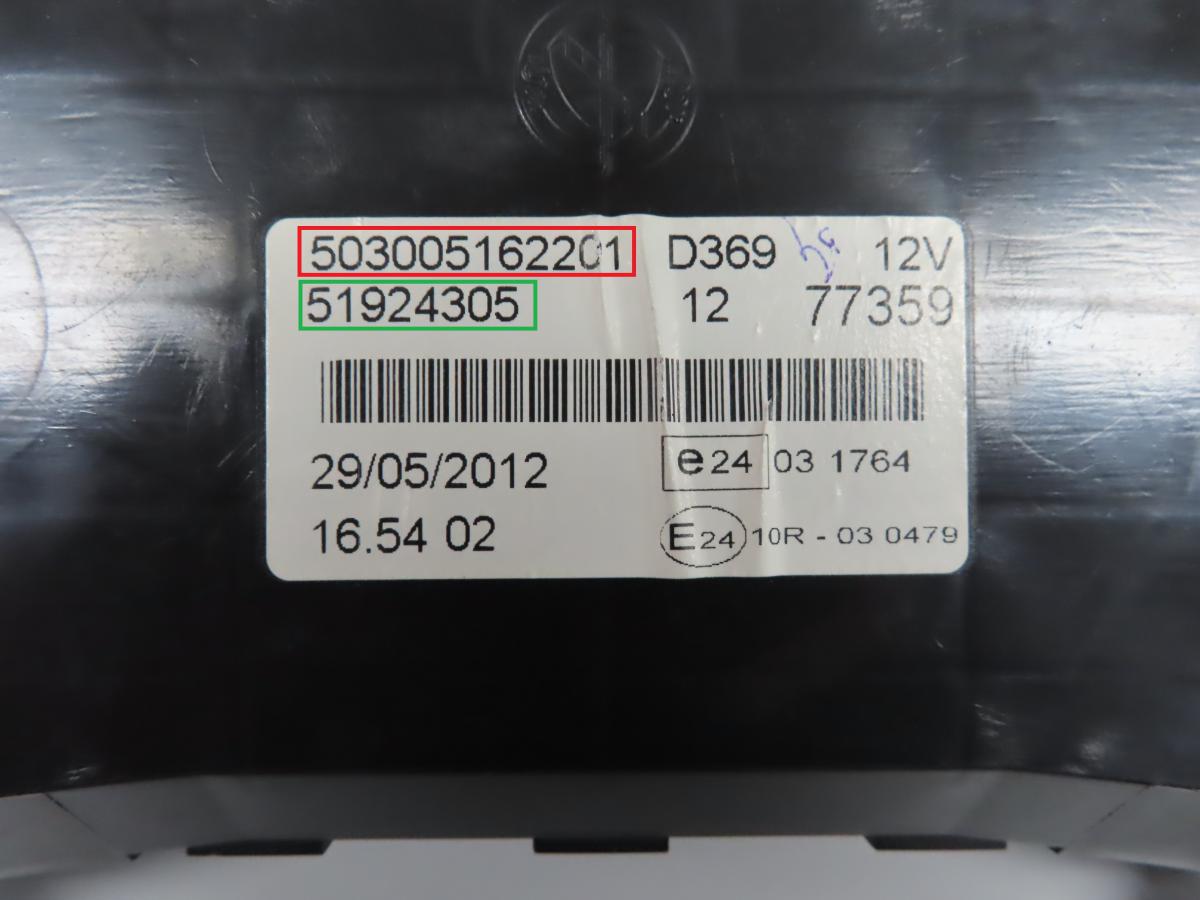 503005162201 D369 12V
51924305 12 77359
29/05/2012 e24 03 1764
16.54 02 E24 10R - 03 0479